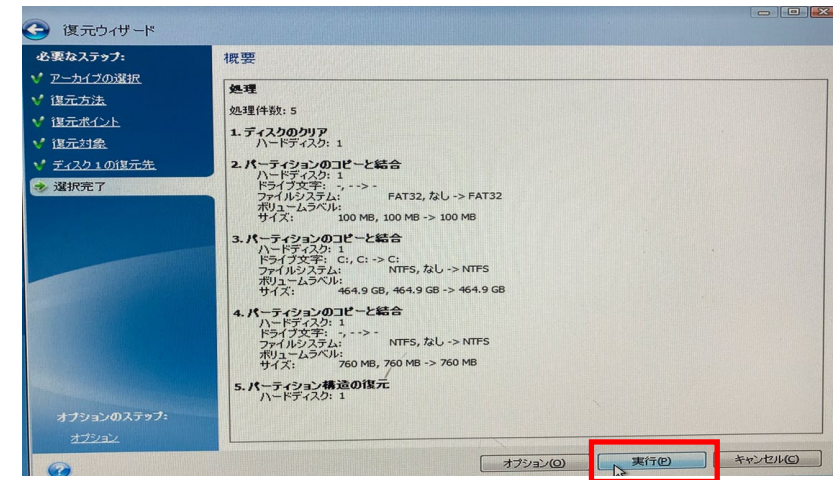 復元ウィザード
必要なステップ:
アーカイブの選択
復元方法
復元ポイント
復元対象
ディスク 1 の復元先
選択完了
オプションのステップ:
オプション
概要
処理
処理件数: 5
1. ディスクのクリア
ハードディスク: 1
2. パーティションのコピーと結合
ハードディスク: 1
ドライブ文字: -, --> -
ファイルシステム: FAT32, なし -> FAT32
ボリュームラベル:
サイズ: 100 MB, 100 MB -> 100 MB
3. パーティションのコピーと結合
ハードディスク: 1
ドライブ文字: C:, C: -> C:
ファイルシステム: NTFS, なし -> NTFS
ボリュームラベル:
サイズ: 464.9 GB, 464.9 GB -> 464.9 GB
4. パーティションのコピーと結合
ハードディスク: 1
ドライブ文字: -, --> -
ファイルシステム: NTFS, なし -> NTFS
ボリュームラベル:
サイズ: 760 MB, 760 MB -> 760 MB
5. パーティション構造の復元
ハードディスク: 1
オプション(O) 実行(P) キャンセル(C)